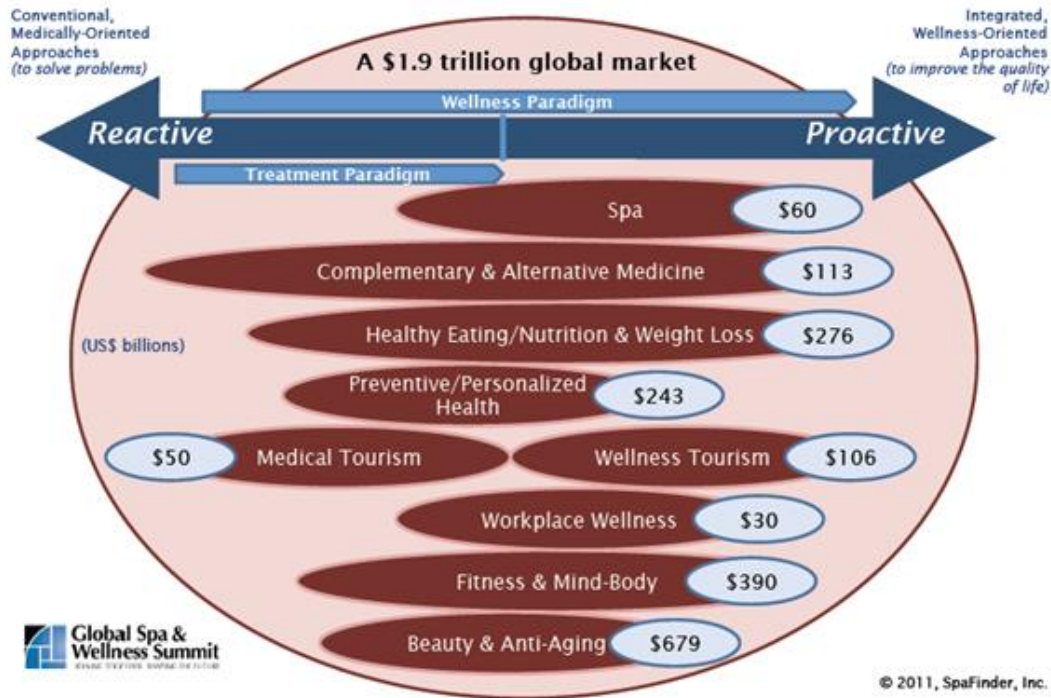 Conventional,
Medically-Oriented
Approaches
(to solve problems)
Integrated,
Wellness-Oriented
Approaches
(to improve the quality
of life)
A $1.9 trillion global market
Wellness Paradigm
Reactive
Proactive
Treatment Paradigm
Spa $60
Complementary & Alternative Medicine $113
Healthy Eating/Nutrition & Weight Loss $276
(US$ billions)
Preventive/Personalized
Health
$243
$50 Medical Tourism Wellness Tourism $106
Workplace Wellness $30
Fitness & Mind-Body $390
Beauty & Anti-Aging $679
Global Spa &
Wellness Summit
© 2011, SpaFinder, Inc.